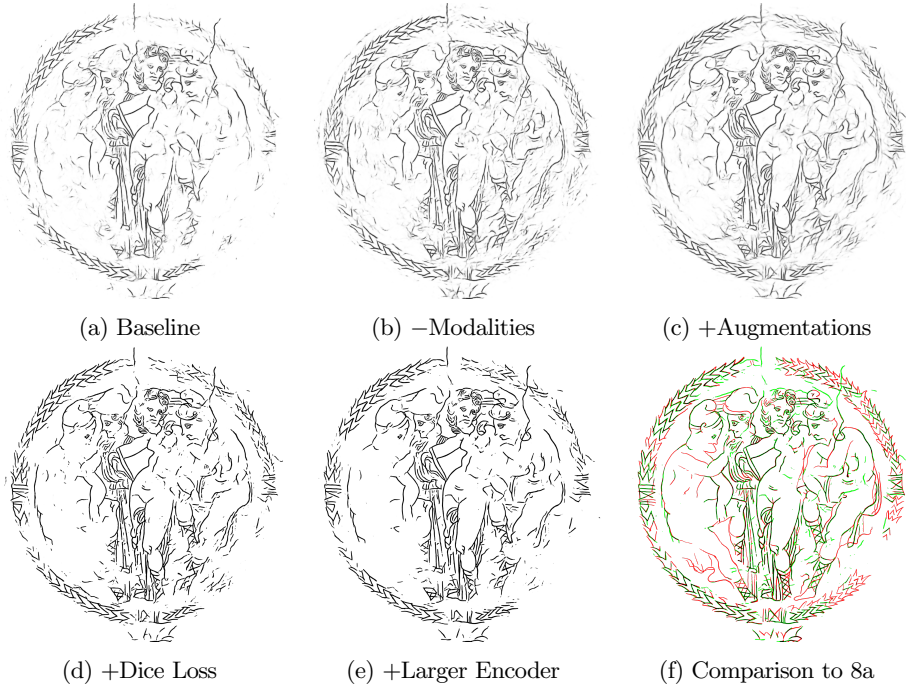 (a) Baseline
(b) −Modalities
(c) +Augmentations
(d) +Dice Loss
(e) +Larger Encoder
(f) Comparison to 8a